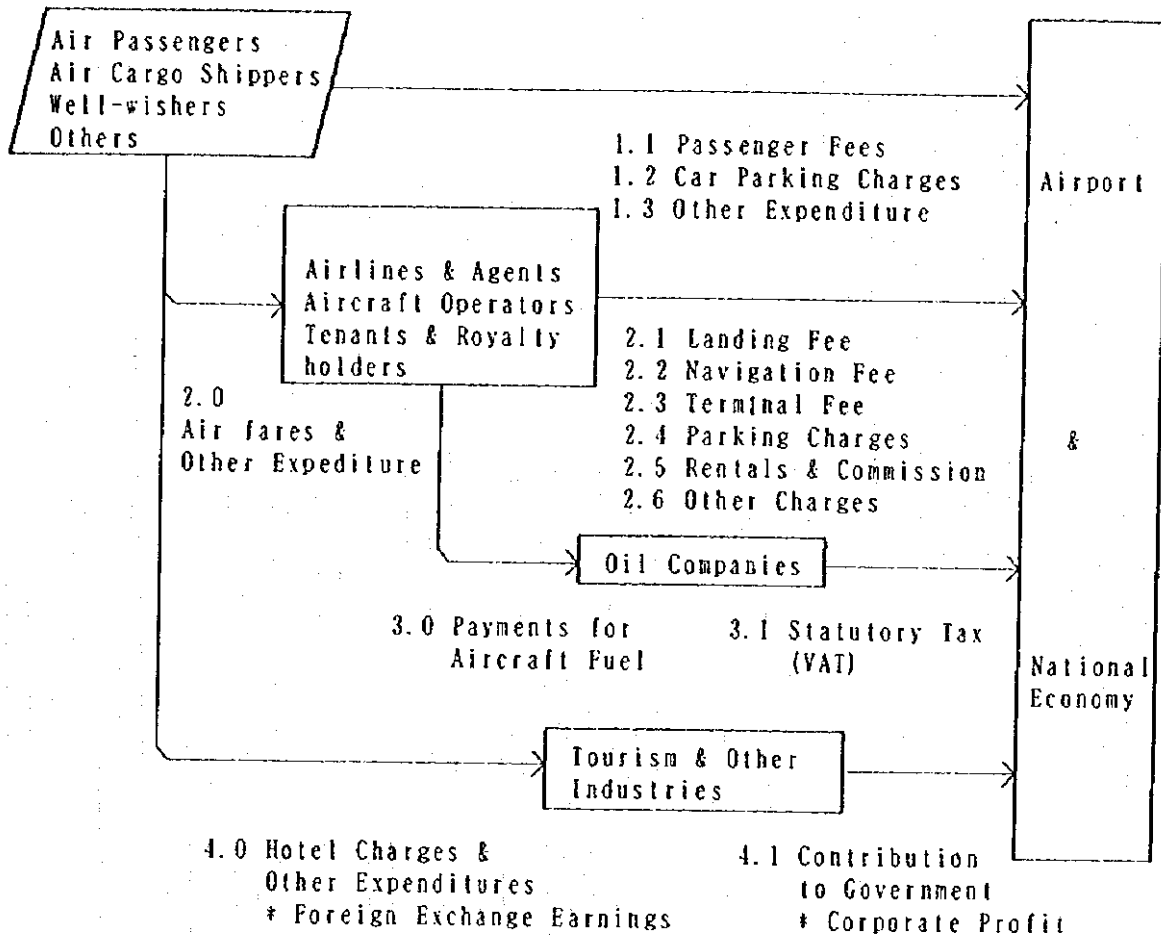 Air Passengers
Air Cargo Shippers
Well-wishers
Others
1.1 Passenger Fees
1.2 Car Parking Charges
1.3 Other Expenditure
Airport
Airlines & Agents
Aircraft Operators
Tenants & Royalty
holders
2.0
Air fares &
Other Expediture
2.1 Landing Fee
2.2 Navigation Fee
2.3 Terminal Fee
2.4 Parking Charges
2.5 Rentals & Commission
2.6 Other Charges
&
Oil Companies
3.0 Payments for
Aircraft Fuel
3.1 Statutory Tax
(VAT)
National
Economy
Tourism & Other
Industries
4.0 Hotel Charges &
Other Expenditures
* Foreign Exchange Earnings
4.1 Contribution
to Government
* Corporate Profit